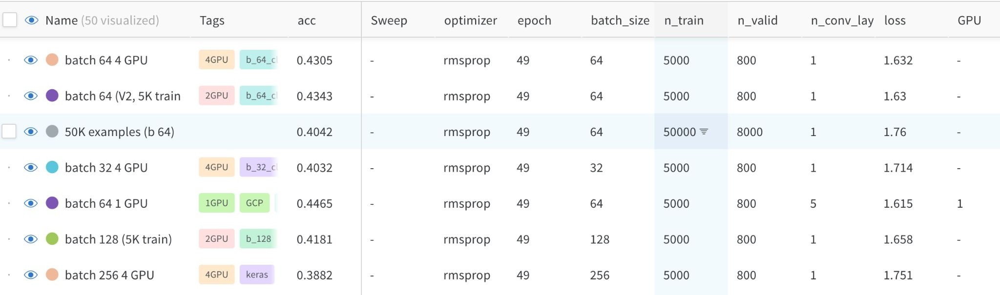 Name (50 visualized) Tags acc Sweep optimizer epoch batch_size n_train n_valid n_conv_lay loss GPU
batch 64 4 GPU 4GPU b_64_cl 0.4305 - rmsprop 49 64 5000 800 1 1.632 -
batch 64 (V2, 5K train 2GPU b_64_cl 0.4343 - rmsprop 49 64 5000 800 1 1.63 -
50K examples (b 64) 0.4042 - rmsprop 49 64 50000 8000 1 1.76 -
batch 32 4 GPU 4GPU b_32_cl 0.4032 - rmsprop 49 32 5000 800 1 1.714 -
batch 64 1 GPU 1GPU GCP 0.4465 - rmsprop 49 64 5000 800 5 1.615 1
batch 128 (5K train) 2GPU b_128 0.4181 - rmsprop 49 128 5000 800 1 1.658 -
batch 256 4 GPU 4GPU keras 0.3882 - rmsprop 49 256 5000 800 1 1.751 -